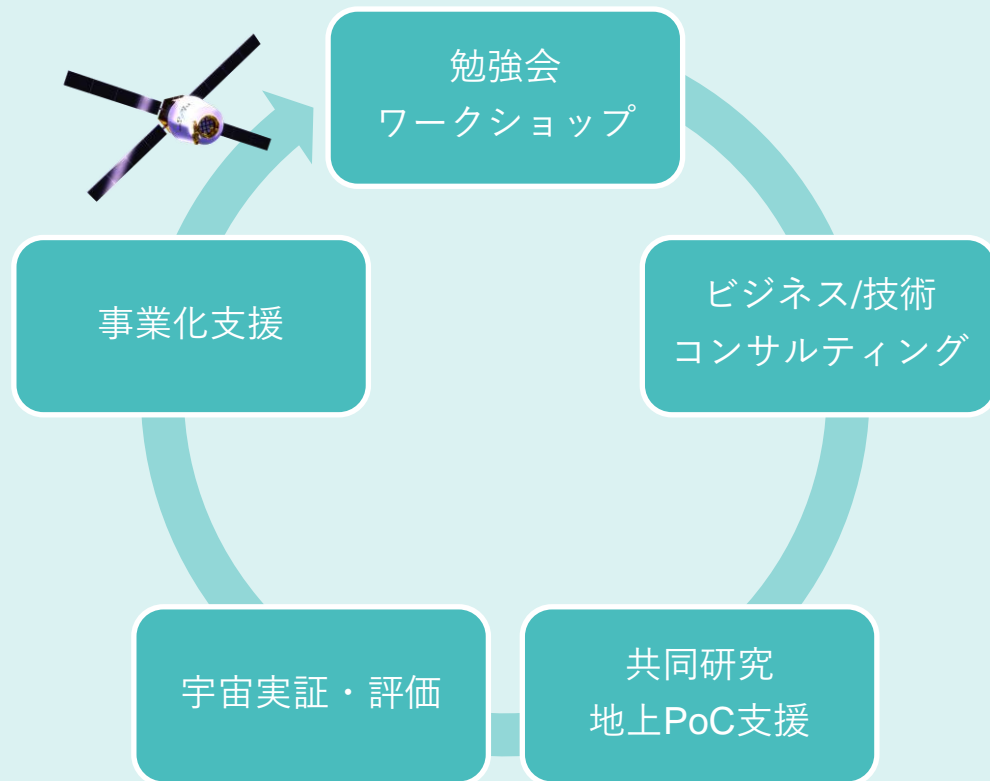 勉強会
ワークショップ
ビジネス/技術
コンサルティング
共同研究
地上PoC支援
宇宙実証・評価
事業化支援